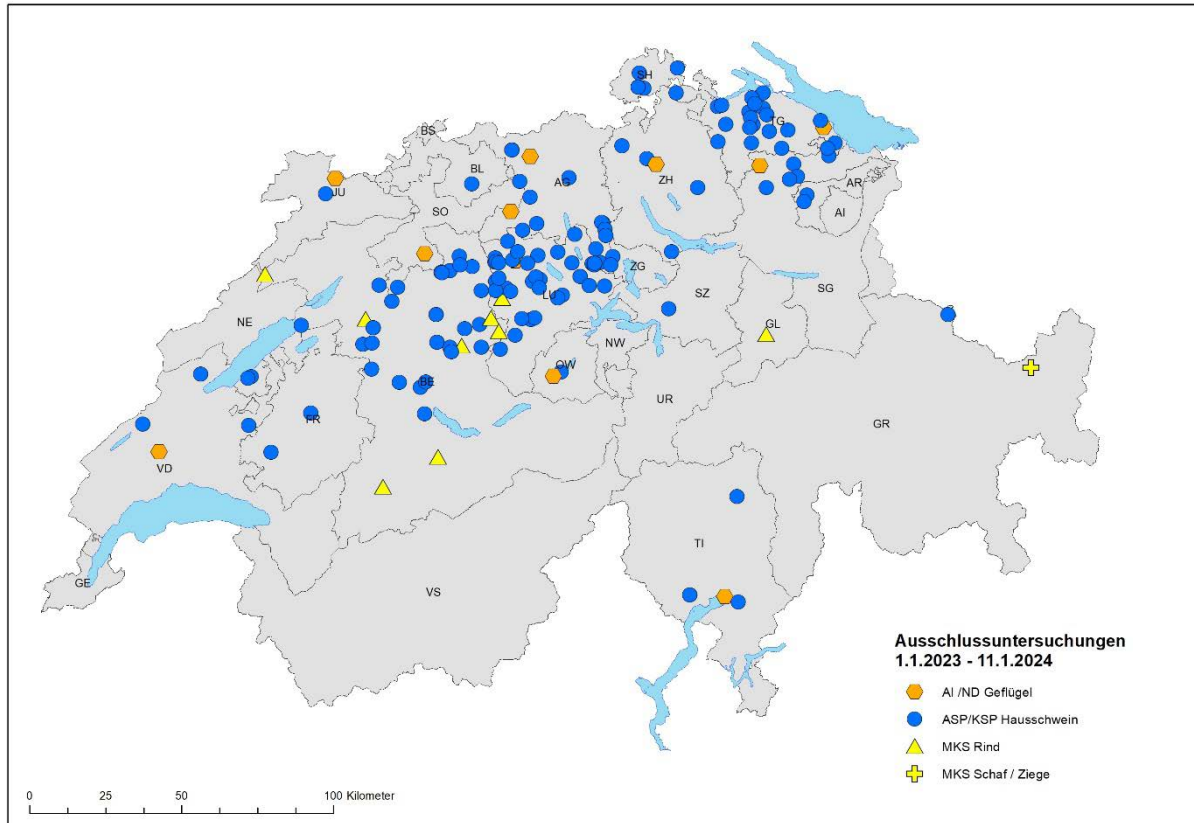 SH
TG
BS
BL
AG
ZH
AR
AI
JU
SO
ZG
LU
SZ
SG
NE
NW
GL
OW
BE
UR
GR
FR
VD
TI
GE
VS
Ausschlussuntersuchungen
1.1.2023 - 11.1.2024
AI /ND Geflügel
ASP/KSP Hausschwein
MKS Rind
MKS Schaf / Ziege
0 25 50 100 Kilometer